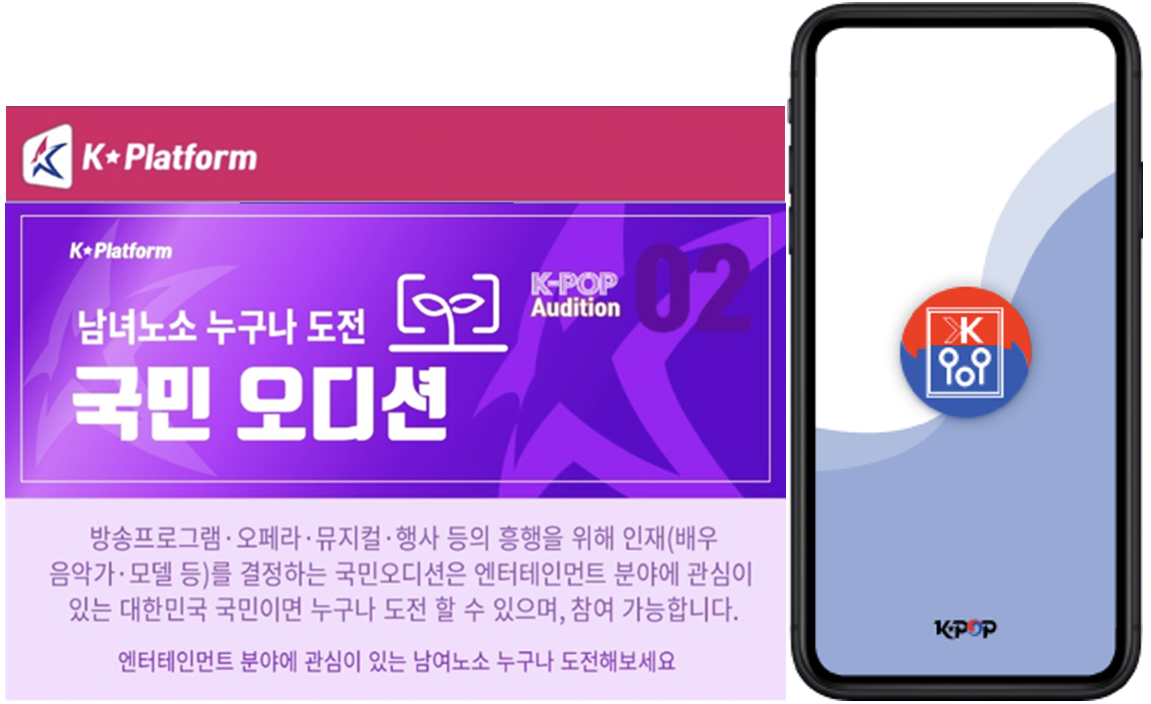 K★Platform
K★Platform
남녀노소 누구나 도전
국민 오디션
K-POP
Audition
02
방송프로그램·오페라·뮤지컬·행사 등의 흥행을 위해 인재(배우
음악가·모델 등)를 결정하는 국민오디션은 엔터테인먼트 분야에 관심이
있는 대한민국 국민이면 누구나 도전 할 수 있으며, 참여 가능합니다.
엔터테인먼트 분야에 관심이 있는 남여노소 누구나 도전해보세요
K
POP
K-POP